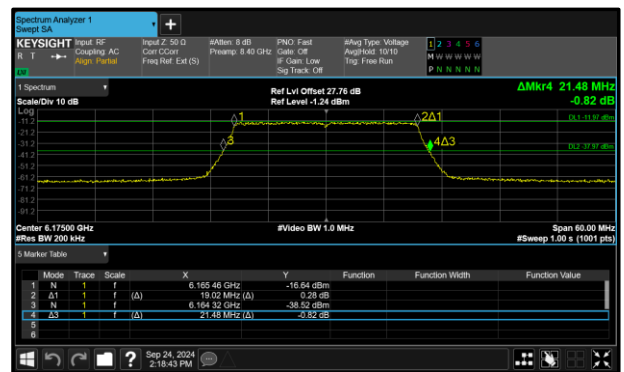 Spectrum Analyzer 1
Swept SA
+
KEYSIGHT Input: RF Input Z: 50 Ω #Atten: 8 dB PNO: Fast #Avg Type: Voltage 1 2 3 4 5 6
R T Coupling: AC Corr CCorr Preamp: 8.40 GHz Gate: Off Avg|Hold: 10/10 M W W W W W
Align: Partial Freq Ref: Ext (S) IF Gain: Low Trig: Free Run P N N N N N
LW Sig Track: Off
1 Spectrum ΔMkr4 21.48 MHz
Ref Lvl Offset 27.76 dB
Scale/Div 10 dB Ref Level -1.24 dBm -0.82 dB
Log
-11.2 1 2Δ1 DL1 -11.97 dBm
-21.2
-31.2 3 4Δ3 DL2 -37.97 dBm
-41.2
-51.2
-61.2
-71.2
-81.2
-91.2
Center 6.17500 GHz #Video BW 1.0 MHz Span 60.00 MHz
#Res BW 200 kHz #Sweep 1.00 s (1001 pts)
5 Marker Table
Mode Trace Scale X Y Function Function Width Function Value
1 N 1 f 6.165 46 GHz -16.64 dBm
2 Δ1 1 f (Δ) 19.02 MHz (Δ) 0.28 dB
3 N 1 f 6.164 32 GHz -38.52 dBm
4 Δ3 1 f (Δ) 21.48 MHz (Δ) -0.82 dB
5
6
? Sep 24, 2024
2:18:43 PM